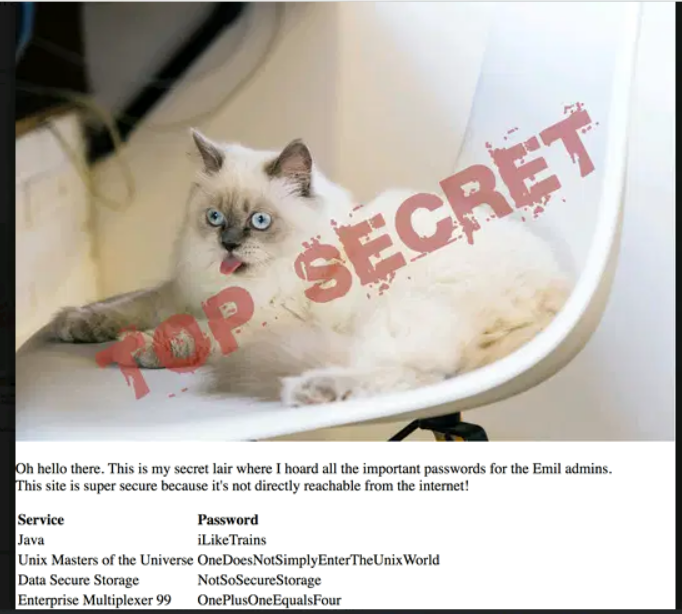 TOP SECRET
Oh hello there. This is my secret lair where I hoard all the important passwords for the Emil admins.
This site is super secure because it's not directly reachable from the internet!
Service Password
Java iLikeTrains
Unix Masters of the Universe OneDoesNotSimplyEnterTheUnixWorld
Data Secure Storage NotSoSecureStorage
Enterprise Multiplexer 99 OnePlusOneEqualsFour